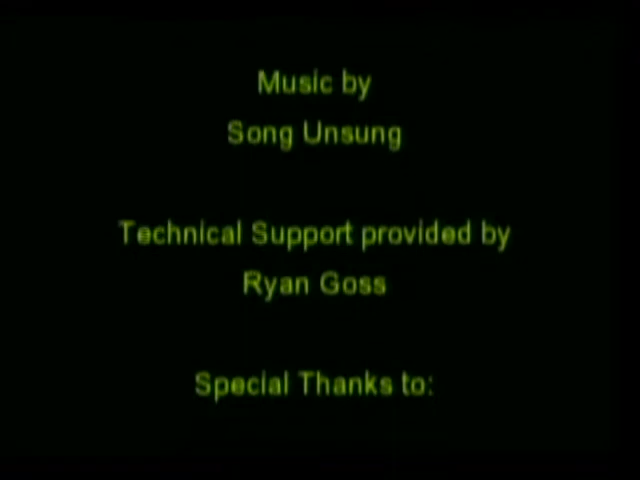 Music by
Song Unsung
Technical Support provided by
Ryan Goss
Special Thanks to: